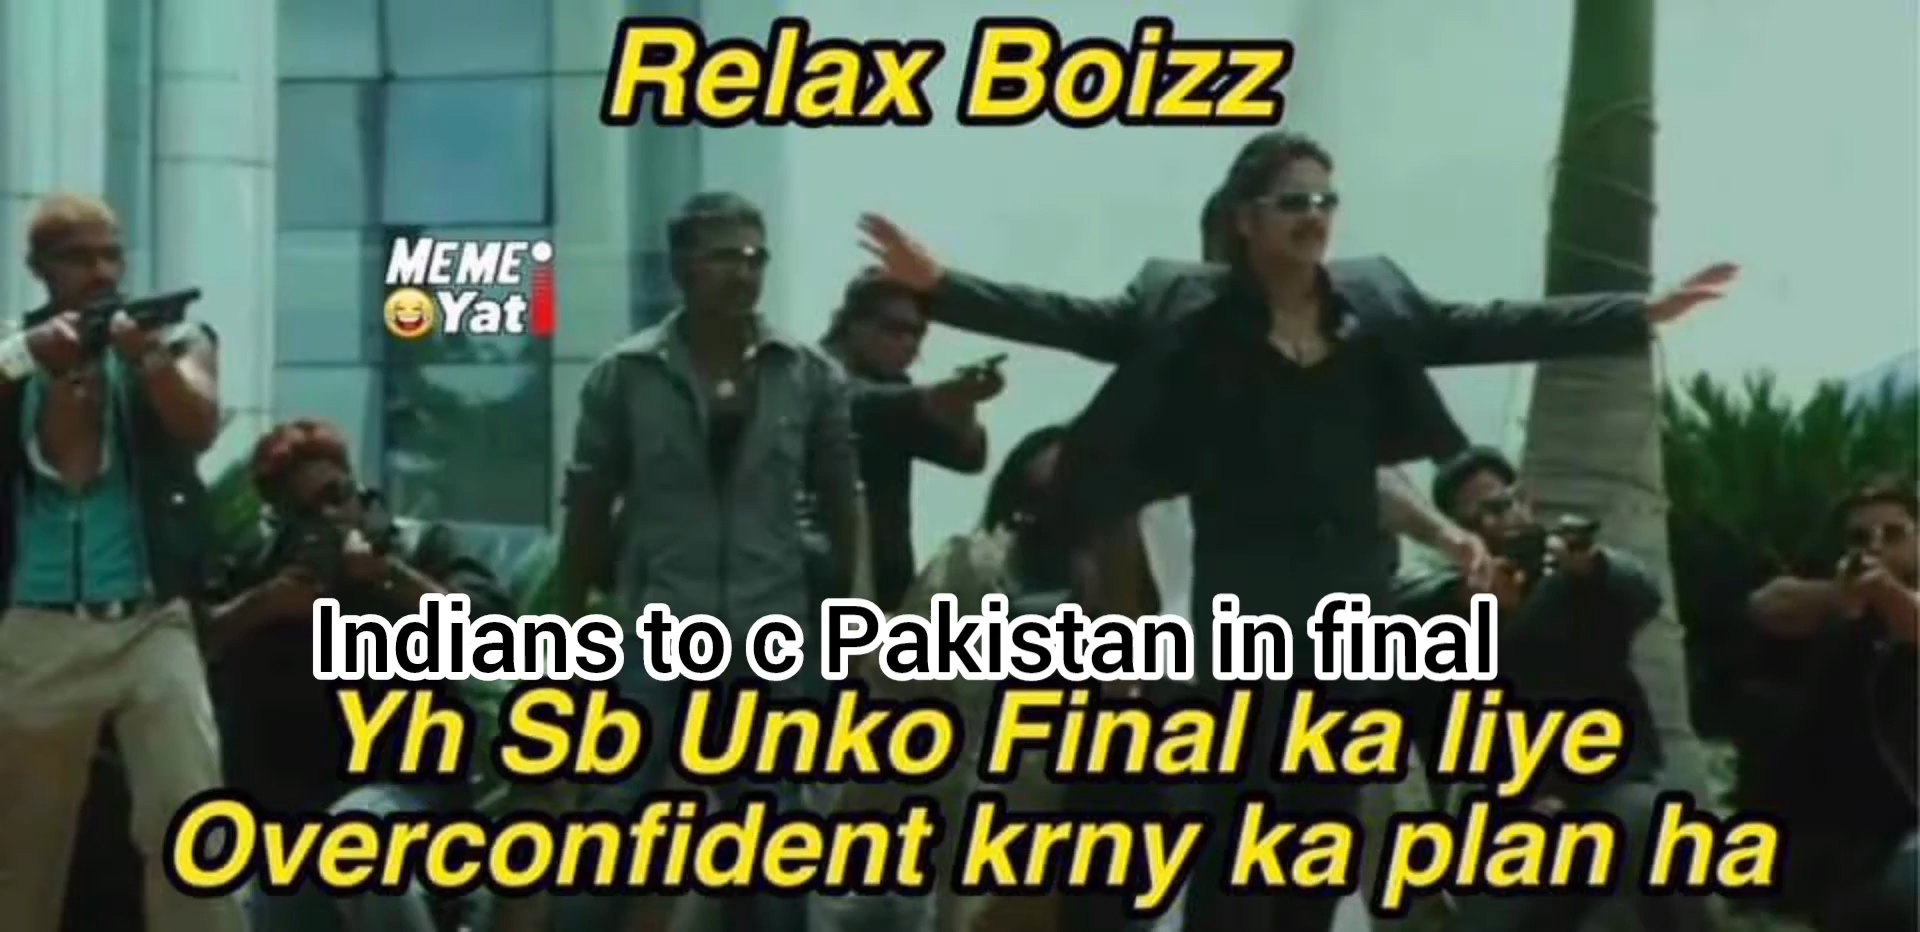 Relax Boizz
MEME
Yati
Indians to c Pakistan in final
Yh Sb Unko Final ka liye
Overconfident krny ka plan ha